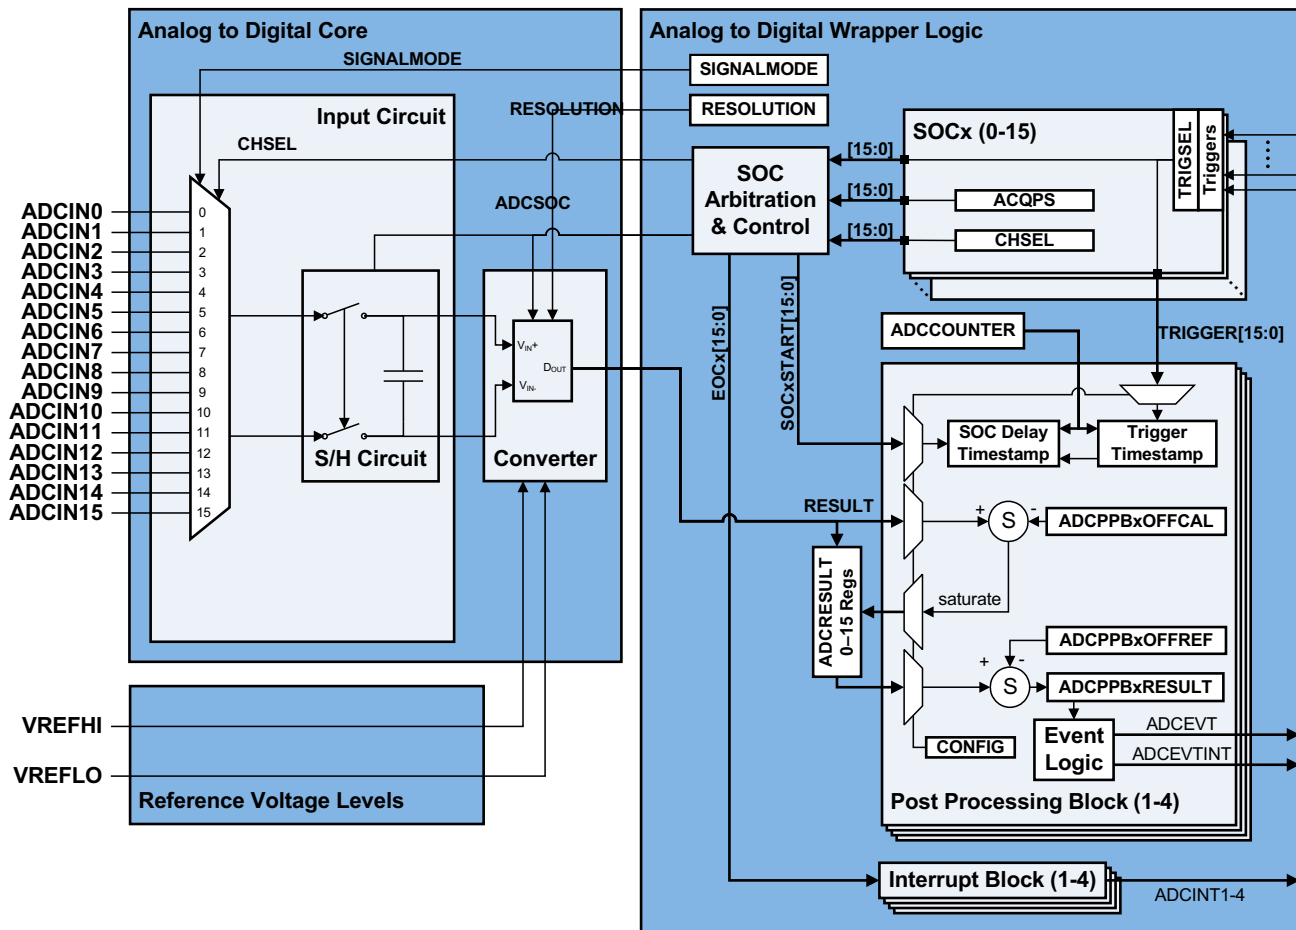 Analog to Digital Core
SIGNALMODE
Input Circuit
RESOLUTION
CHSEL
ADCSOC
ADCIN0
ADCIN1
ADCIN2
ADCIN3
ADCIN4
ADCIN5
ADCIN6
ADCIN7
ADCIN8
ADCIN9
ADCIN10
ADCIN11
ADCIN12
ADCIN13
ADCIN14
ADCIN15
0
1
2
3
4
5
6
7
8
9
10
11
12
13
14
15
S/H Circuit
VIN+
VIN-
DOUT
Converter
VREFHI
VREFLO
Reference Voltage Levels
Analog to Digital Wrapper Logic
SIGNALMODE
RESOLUTION
SOC
Arbitration
& Control
[15:0]
[15:0]
[15:0]
SOCx (0-15)
TRIGSEL
Triggers
ACQPS
CHSEL
EOCx[15:0]
SOCxSTART[15:0]
ADCCOUNTER
TRIGGER[15:0]
SOC Delay
Timestamp
Trigger
Timestamp
RESULT
+
S
-
ADCPPBxOFFCAL
ADCRESULT
0–15 Regs
saturate
ADCPPBxOFFREF
+
-
S
ADCPPBxRESULT
CONFIG
Event
Logic
ADCEVT
ADCEVTINT
Post Processing Block (1-4)
Interrupt Block (1-4)
ADCINT1-4